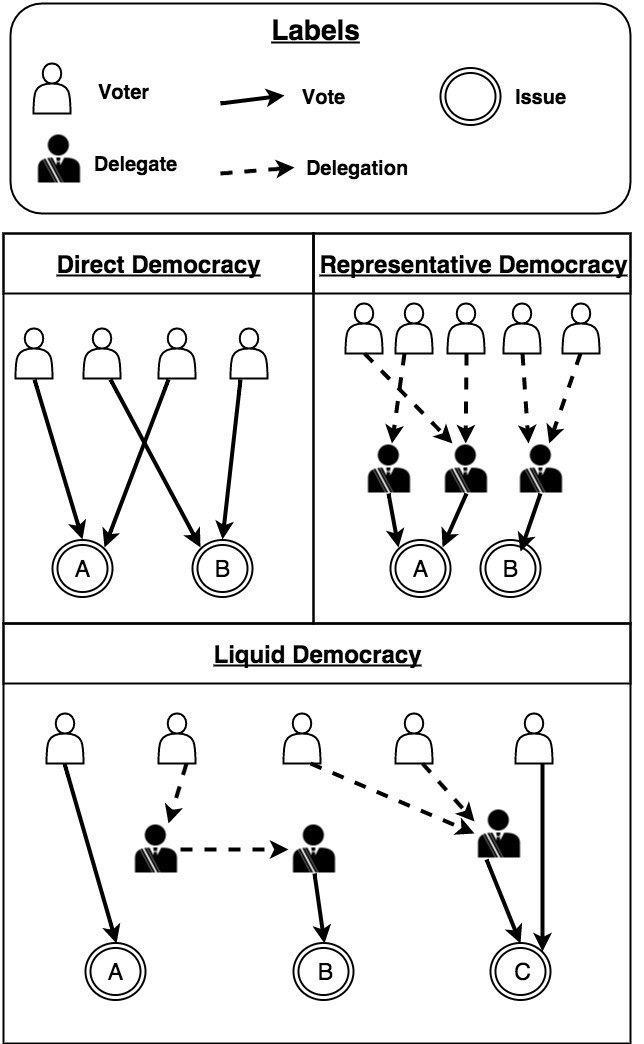 Labels
Voter
Vote
Issue
Delegate
Delegation
Direct Democracy
Representative Democracy
A
B
A
B
Liquid Democracy
A
B
C